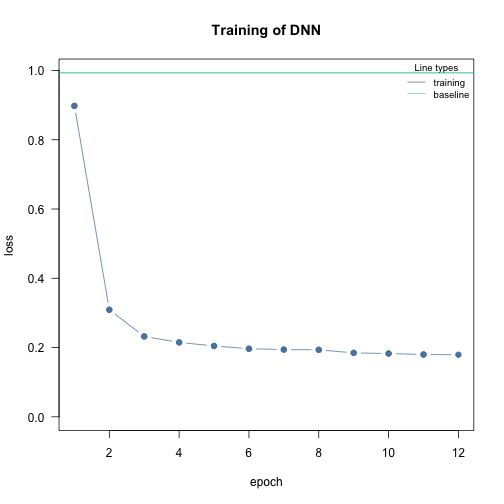 Training of DNN
Line types
training
baseline
1.0
0.8
0.6
0.4
0.2
0.0
loss
2 4 6 8 10 12
epoch